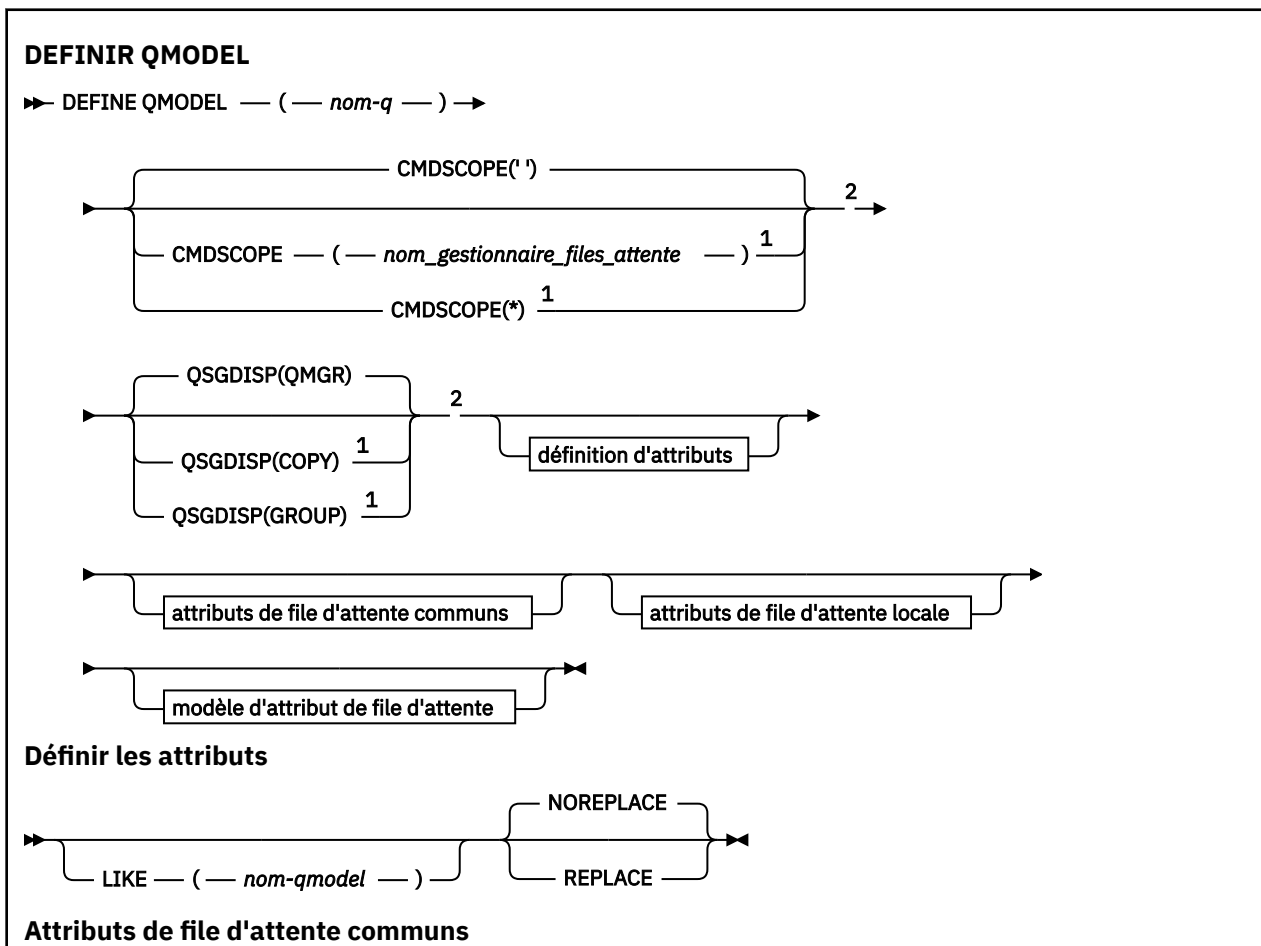 DEFINIR QMODEL
DEFINE QMODEL ( nom-q )
CMDSCOPE(' ')
2
CMDSCOPE ( nom_gestionnaire_files_attente ) 1
CMDSCOPE(*) 1
QSGDISP(QMGR)
2
QSGDISP(COPY) 1
définition d'attributs
QSGDISP(GROUP) 1
attributs de file d'attente communs attributs de file d'attente locale
modèle d'attribut de file d'attente
Définir les attributs
NOREPLACE
LIKE ( nom-qmodel ) REPLACE
Attributs de file d'attente communs